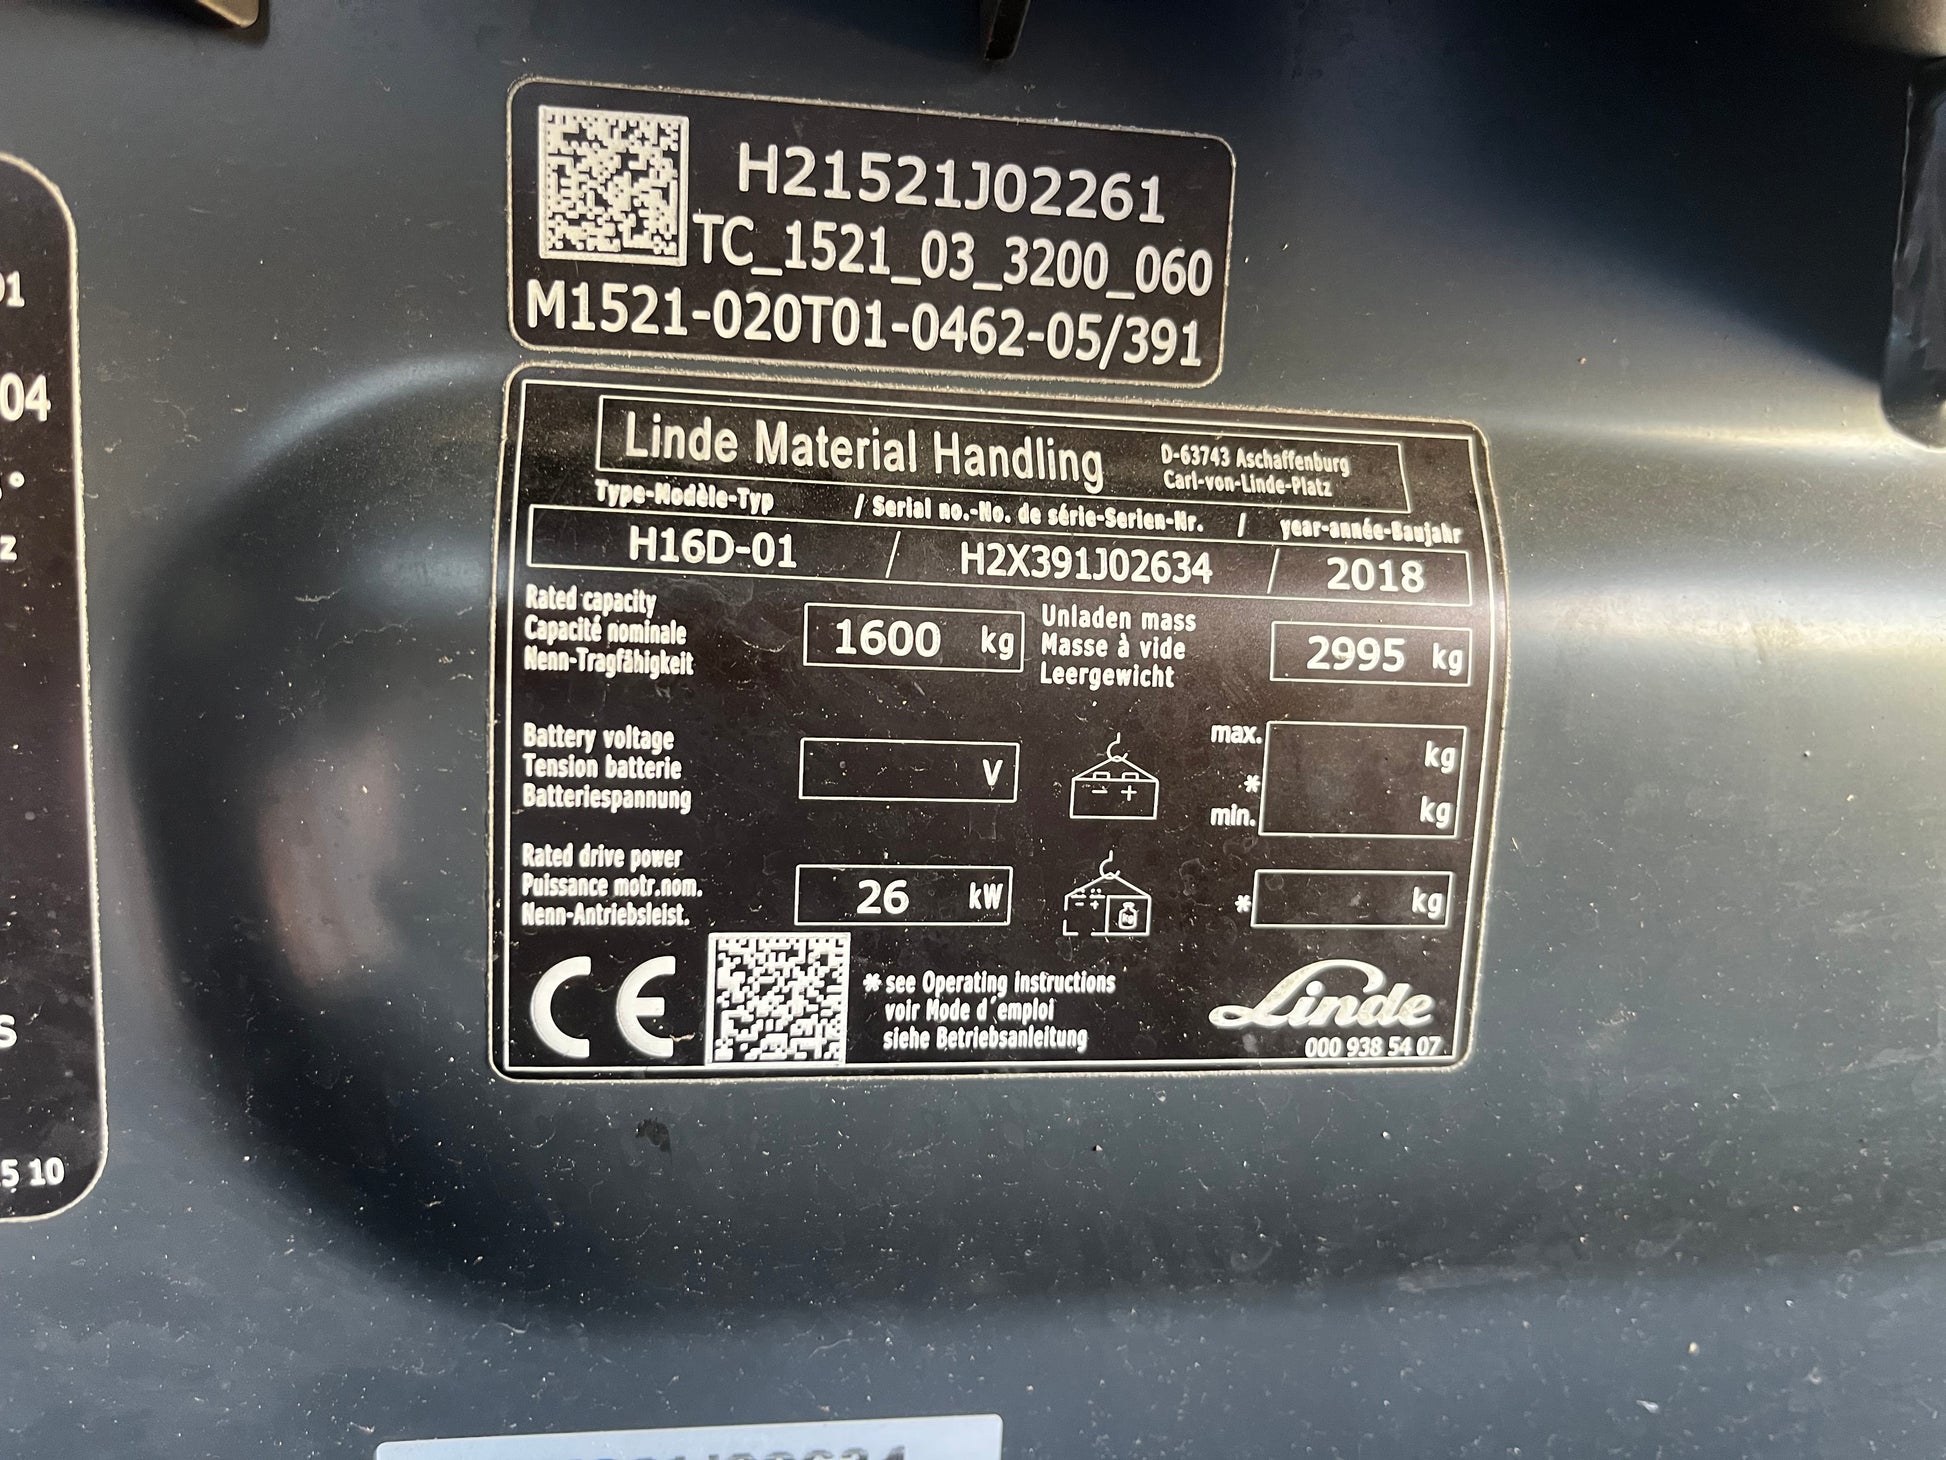 H21521J02261
TC_1521_03_3200_060
M1521-020T01-0462-05/391
Linde Material Handling
D-63743 Aschaffenburg
Carl-von-Linde-Platz
Type-Modèle-Typ / Serial no.-No. de série-Serien-Nr. / year-année-Baujahr
H16D-01 / H2X391J02634 / 2018
Rated capacity
Capacité nominale
Nenn-Tragfähigkeit
1600 kg
Unladen mass
Masse à vide
Leergewicht
2995 kg
Battery voltage
Tension batterie
Batteriespannung
V
max. kg
*
min. kg
Rated drive power
Puissance motr.nom.
Nenn-Antriebsleist.
26 kW
* kg
CE
* see Operating instructions
voir Mode d'emploi
siehe Betriebsanleitung
Linde
000 938 54 07
04
5 10